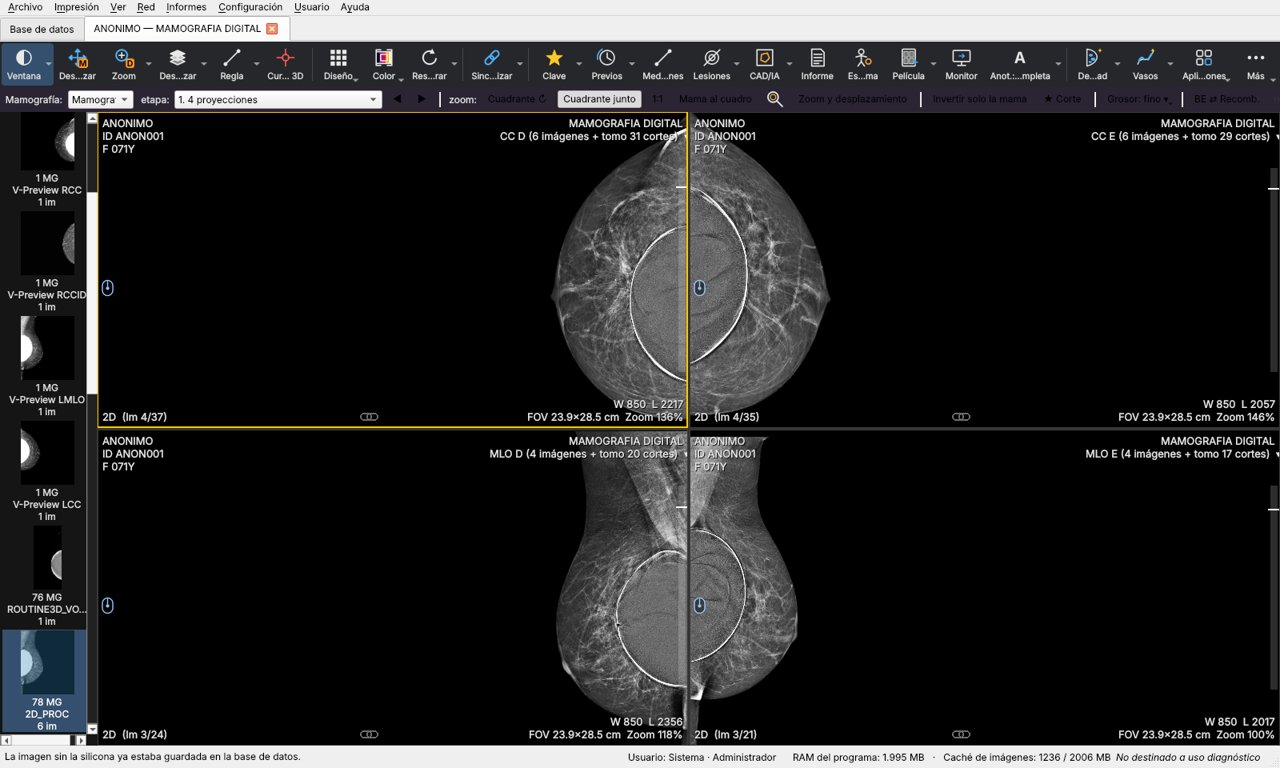 Archivo Impresión Ver Red Informes Configuración Usuario Ayuda
Base de datos ANONIMO — MAMOGRAFIA DIGITAL
Ventana Des...zar Zoom Des...zar Regla Cur... 3D Diseño Color Res...rar Sinc...izar Clave Previos Med...nes Lesiones CAD/IA Informe Es...ma Película Monitor Anot...mpleta De...ad Vasos Apli...ones Más
Mamografía: Mamogra etapa: 1. 4 proyecciones zoom: Cuadrante Cuadrante junto 1:1 Mama al cuadro Zoom y desplazamiento Invertir solo la mama ★ Corte Grosor: fino BE ⇄ Recomb.
1 MG
V-Preview RCC
1 im
1 MG
V-Preview RCCID
1 im
1 MG
V-Preview LMLO
1 im
1 MG
V-Preview LCC
1 im
76 MG
ROUTINE3D_VO...
1 im
78 MG
2D_PROC
6 im
ANONIMO MAMOGRAFIA DIGITAL
ID ANON001 CC D (6 imágenes + tomo 31 cortes)
F 071Y
2D (Im 4/37)
W 850 L 2217
FOV 23.9×28.5 cm Zoom 136%
ANONIMO MAMOGRAFIA DIGITAL
ID ANON001 CC E (6 imágenes + tomo 29 cortes)
F 071Y
2D (Im 4/35)
W 850 L 2057
FOV 23.9×28.5 cm Zoom 146%
ANONIMO MAMOGRAFIA DIGITAL
ID ANON001 MLO D (4 imágenes + tomo 20 cortes)
F 071Y
2D (Im 3/24)
W 850 L 2356
FOV 23.9×28.5 cm Zoom 118%
ANONIMO MAMOGRAFIA DIGITAL
ID ANON001 MLO E (4 imágenes + tomo 17 cortes)
F 071Y
2D (Im 3/21)
W 850 L 2017
FOV 23.9×28.5 cm Zoom 100%
La imagen sin la silicona ya estaba guardada en la base de datos. Usuario: Sistema · Administrador RAM del programa: 1.995 MB · Caché de imágenes: 1236 / 2006 MB No destinado a uso diagnóstico